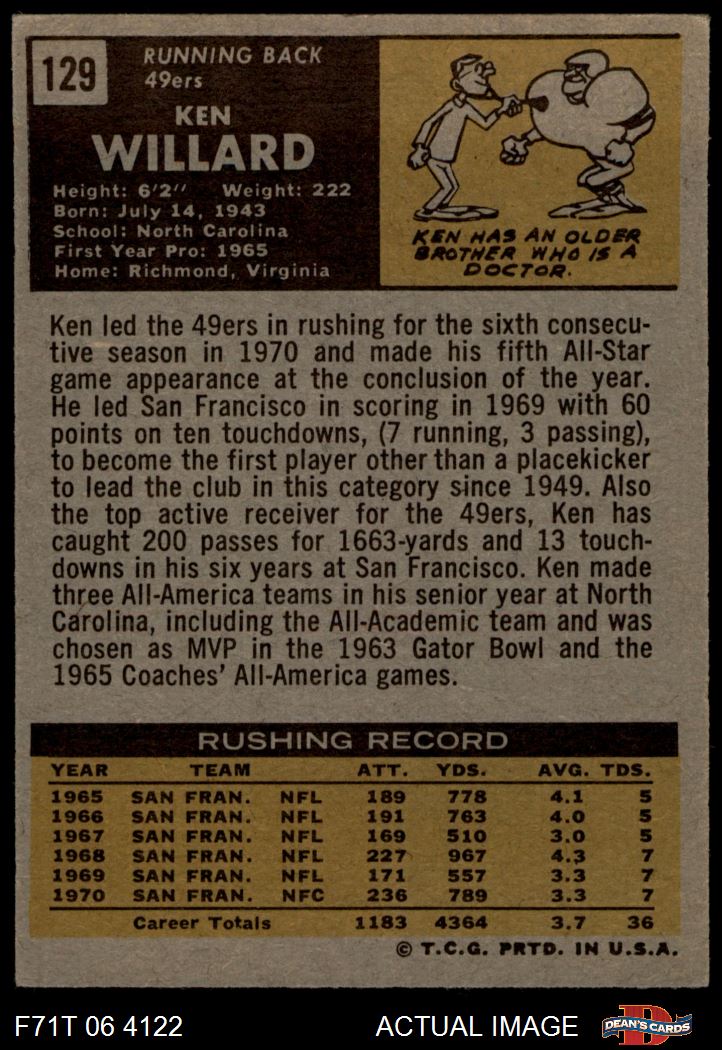 129
RUNNING BACK
49ers
KEN
WILLARD
Height: 6'2" Weight: 222
Born: July 14, 1943
School: North Carolina
First Year Pro: 1965
Home: Richmond, Virginia
KEN HAS AN OLDER
BROTHER WHO IS A
DOCTOR.
Ken led the 49ers in rushing for the sixth consecu-
tive season in 1970 and made his fifth All-Star
game appearance at the conclusion of the year.
He led San Francisco in scoring in 1969 with 60
points on ten touchdowns, (7 running, 3 passing),
to become the first player other than a placekicker
to lead the club in this category since 1949. Also
the top active receiver for the 49ers, Ken has
caught 200 passes for 1663-yards and 13 touch-
downs in his six years at San Francisco. Ken made
three All-America teams in his senior year at North
Carolina, including the All-Academic team and was
chosen as MVP in the 1963 Gator Bowl and the
1965 Coaches' All-America games.
RUSHING RECORD
YEAR TEAM ATT. YDS. AVG. TDS.
1965 SAN FRAN. NFL 189 778 4.1 5
1966 SAN FRAN. NFL 191 763 4.0 5
1967 SAN FRAN. NFL 169 510 3.0 5
1968 SAN FRAN. NFL 227 967 4.3 7
1969 SAN FRAN. NFL 171 557 3.3 7
1970 SAN FRAN. NFC 236 789 3.3 7
Career Totals 1183 4364 3.7 36
© T.C.G. PRTD. IN U.S.A.
F71T 06 4122 ACTUAL IMAGE D DEAN'S CARDS